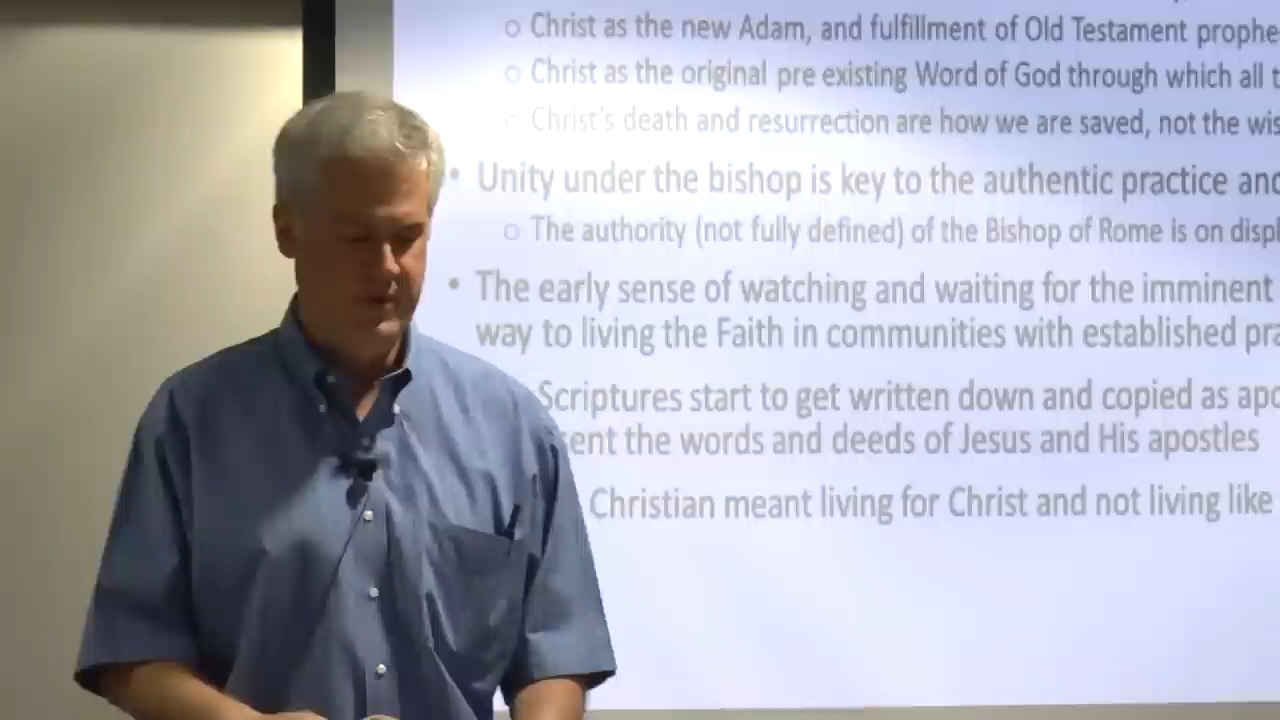 o Christ as the new Adam, and fulfillment of Old Testament prophe
o Christ as the original pre existing Word of God through which all t
o Christ's death and resurrection are how we are saved, not the wis
• Unity under the bishop is key to the authentic practice and
o The authority (not fully defined) of the Bishop of Rome is on displ
• The early sense of watching and waiting for the imminent
way to living the Faith in communities with established pra
Scriptures start to get written down and copied as apo
sent the words and deeds of Jesus and His apostles
Christian meant living for Christ and not living like